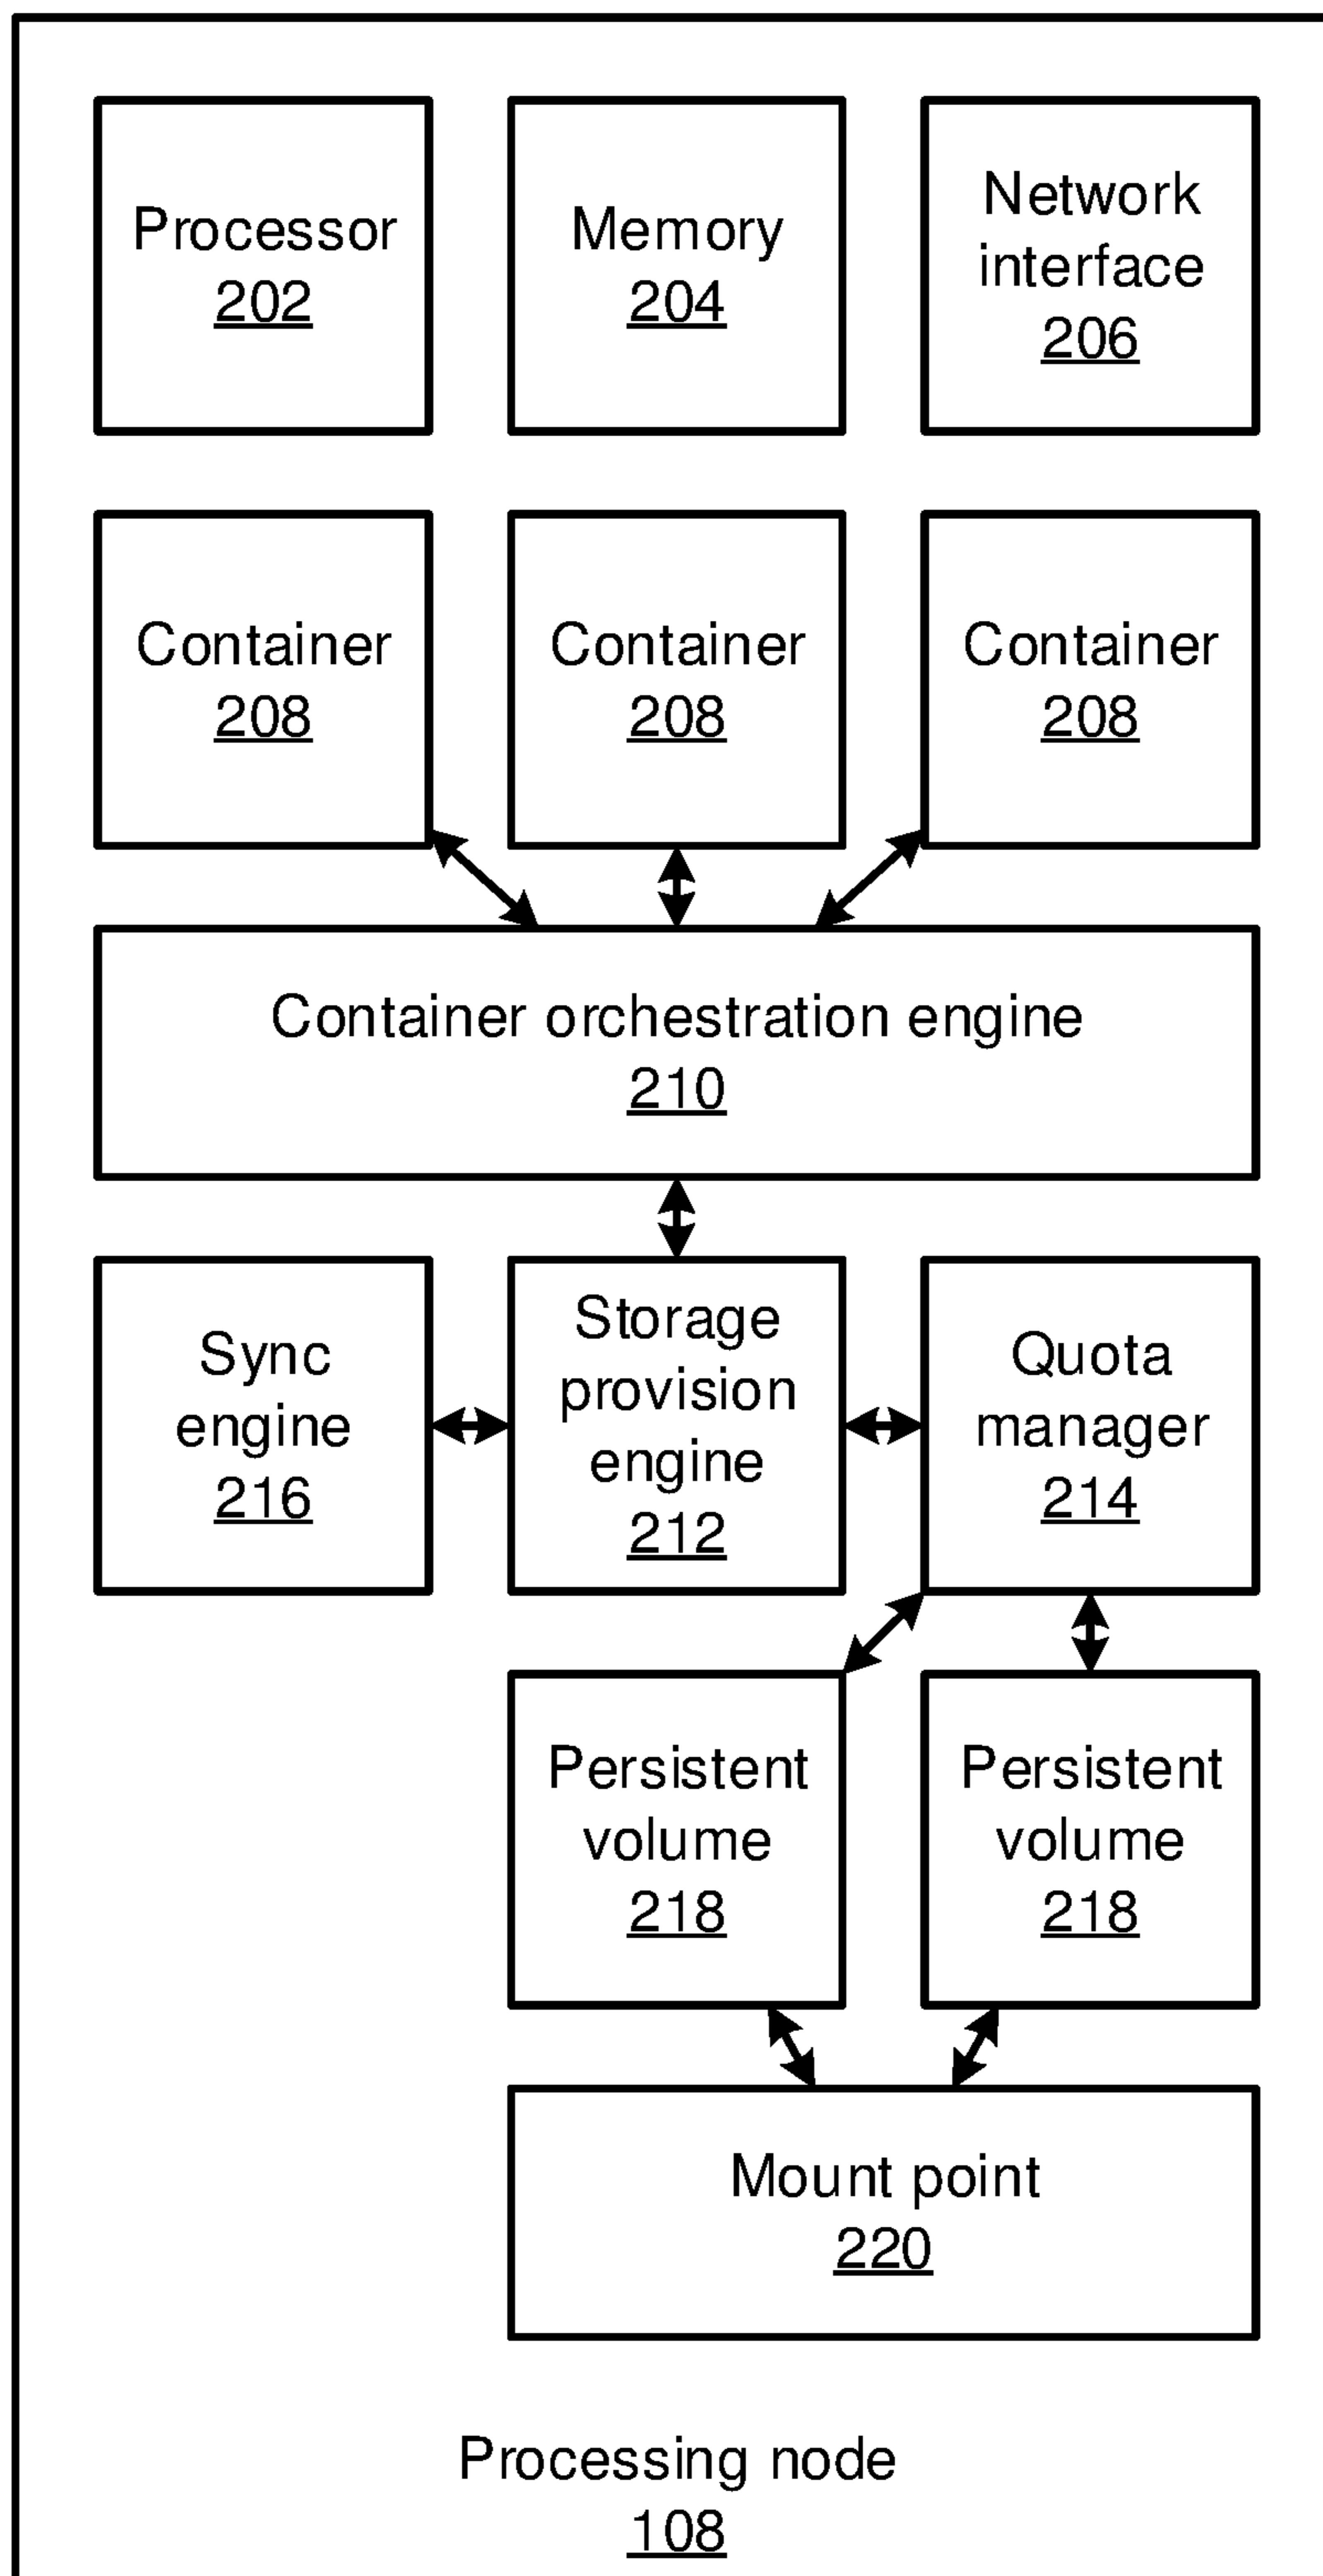 Processor
202
Memory
204
Network
interface
206
Container
208
Container
208
Container
208
Container orchestration engine
210
Sync
engine
216
Storage
provision
engine
212
Quota
manager
214
Persistent
volume
218
Persistent
volume
218
Mount point
220
Processing node
108